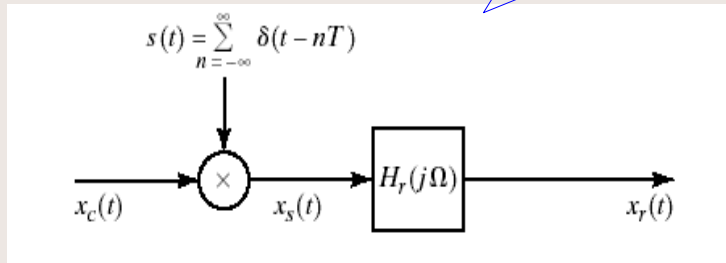 s(t) = ∑ δ(t – nT)
∞
n = –∞
×
H_r(jΩ)
x_c(t)
x_s(t)
x_r(t)